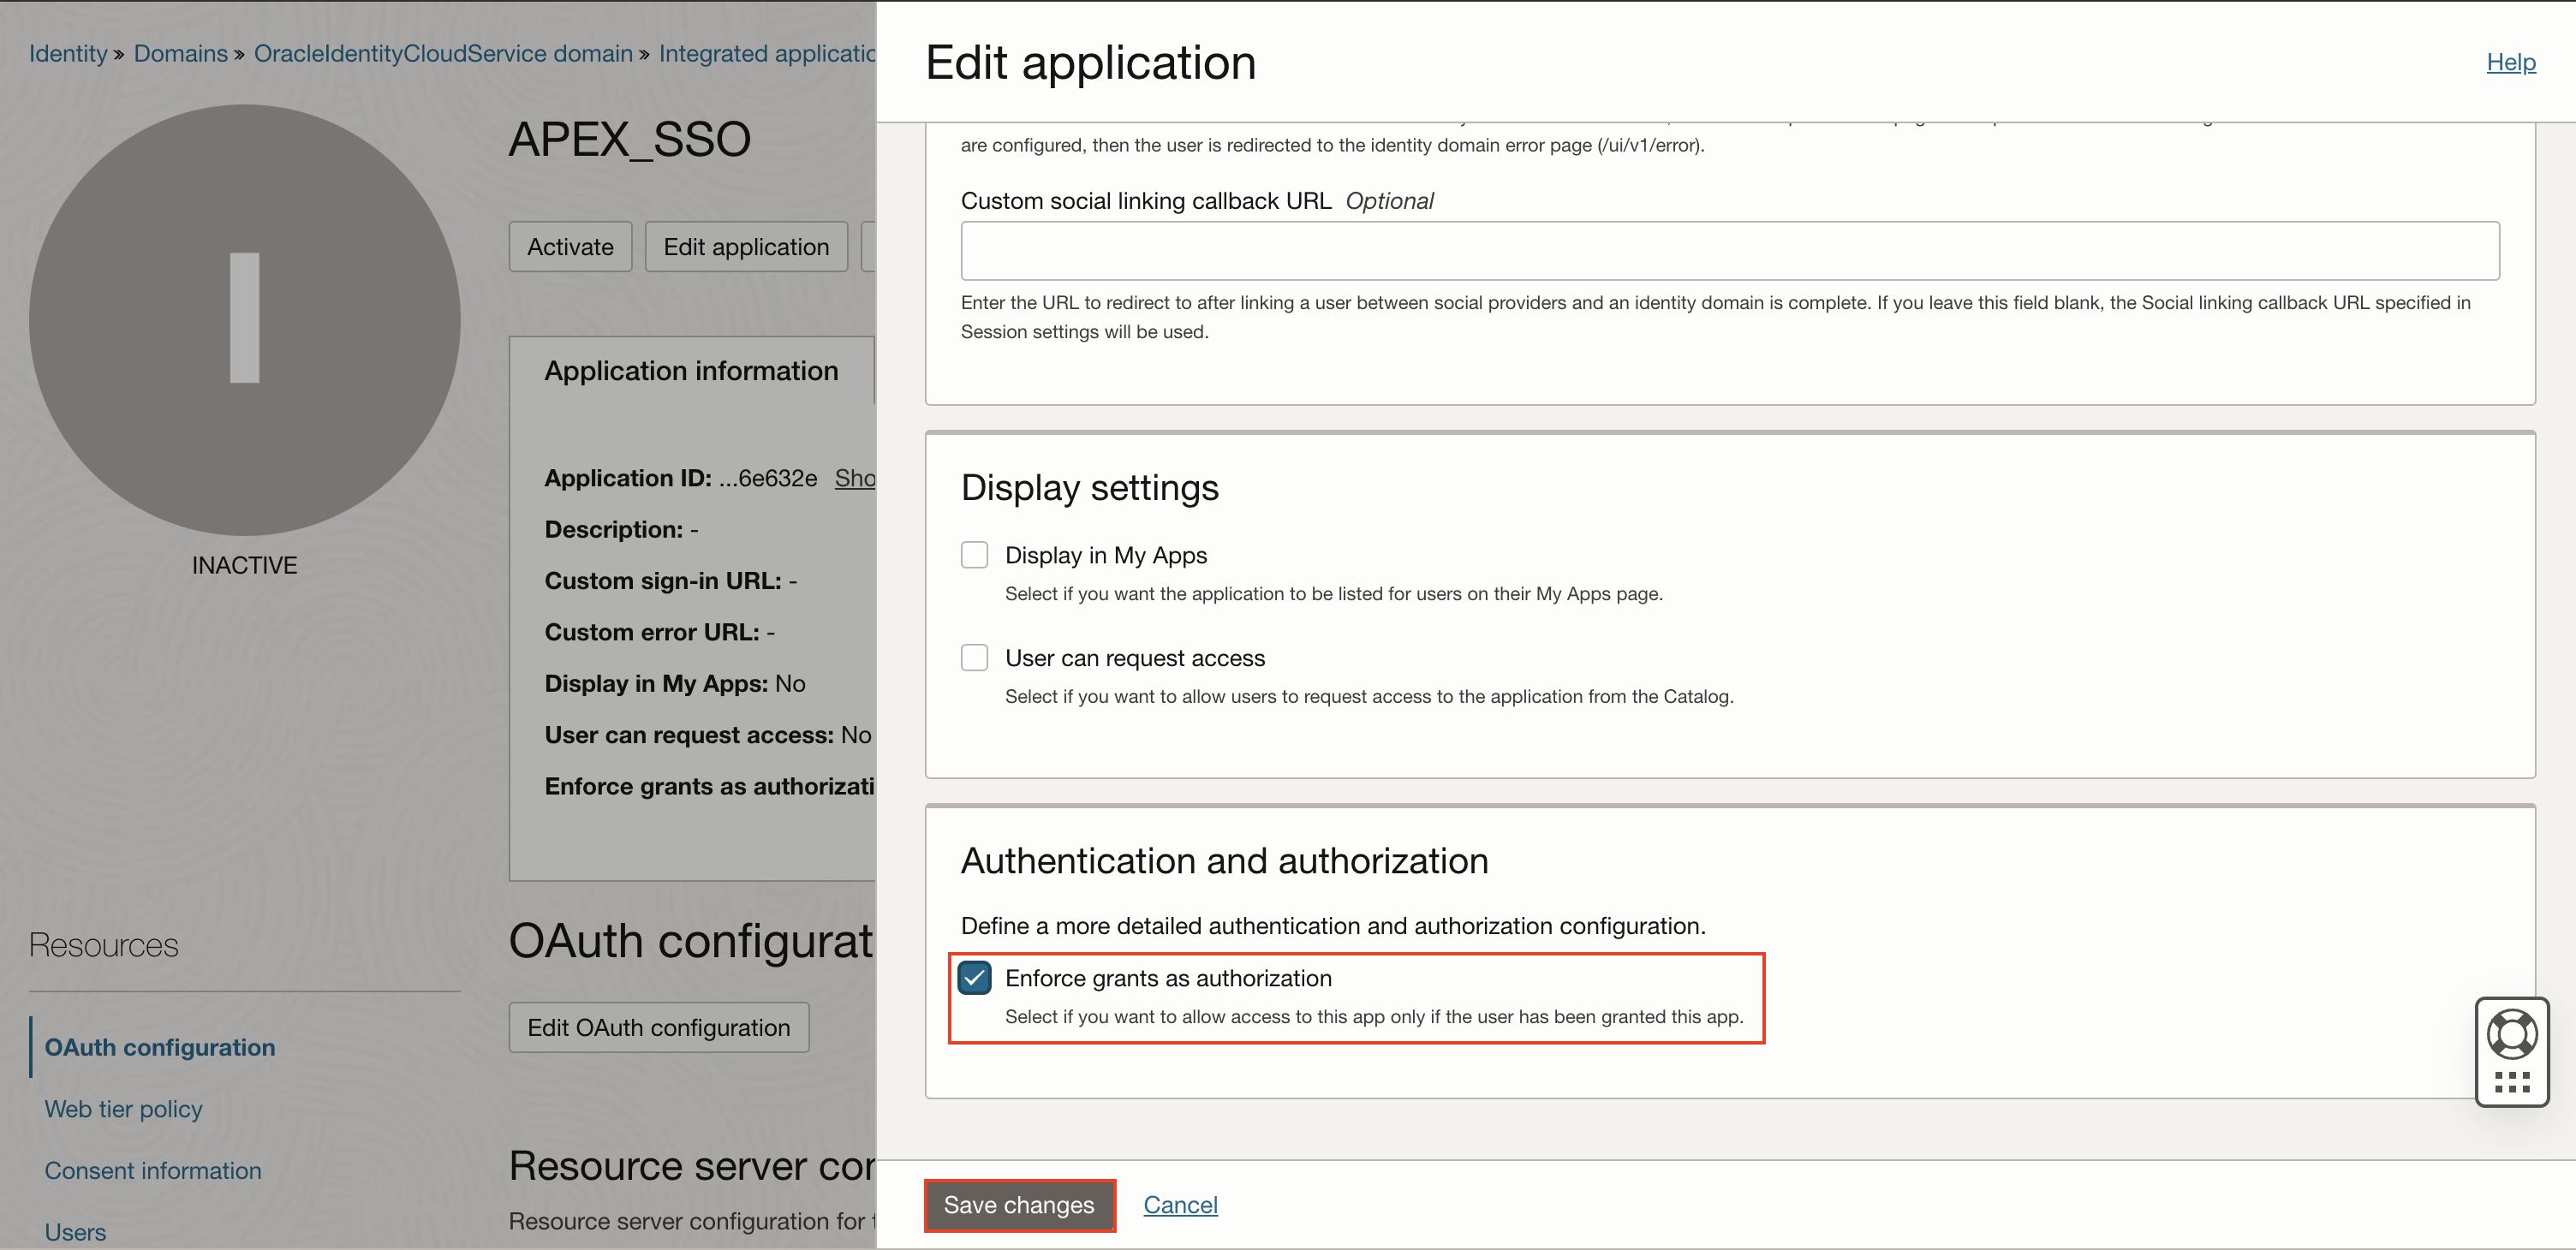 Identity » Domains » OracleIdentityCloudService domain » Integrated applicatio
I
INACTIVE
APEX_SSO
Activate
Edit application
Application information
Application ID: ...6e632e Sho
Description: -
Custom sign-in URL: -
Custom error URL: -
Display in My Apps: No
User can request access: No
Enforce grants as authorizati
Resources
OAuth configuration
Web tier policy
Consent information
Users
OAuth configurat
Edit OAuth configuration
Resource server cor
Resource server configuration for t
Edit application
Help
are configured, then the user is redirected to the identity domain error page (/ui/v1/error).
Custom social linking callback URL Optional
Enter the URL to redirect to after linking a user between social providers and an identity domain is complete. If you leave this field blank, the Social linking callback URL specified in
Session settings will be used.
Display settings
Display in My Apps
Select if you want the application to be listed for users on their My Apps page.
User can request access
Select if you want to allow users to request access to the application from the Catalog.
Authentication and authorization
Define a more detailed authentication and authorization configuration.
Enforce grants as authorization
Select if you want to allow access to this app only if the user has been granted this app.
Save changes
Cancel